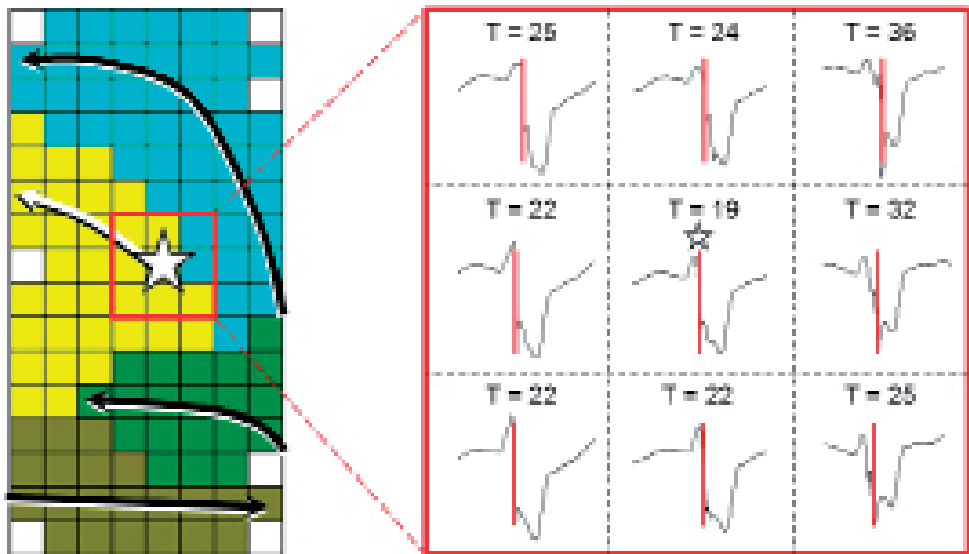 T = 25 T = 24 T = 36
T = 22 T = 19 T = 32
T = 22 T = 22 T = 25